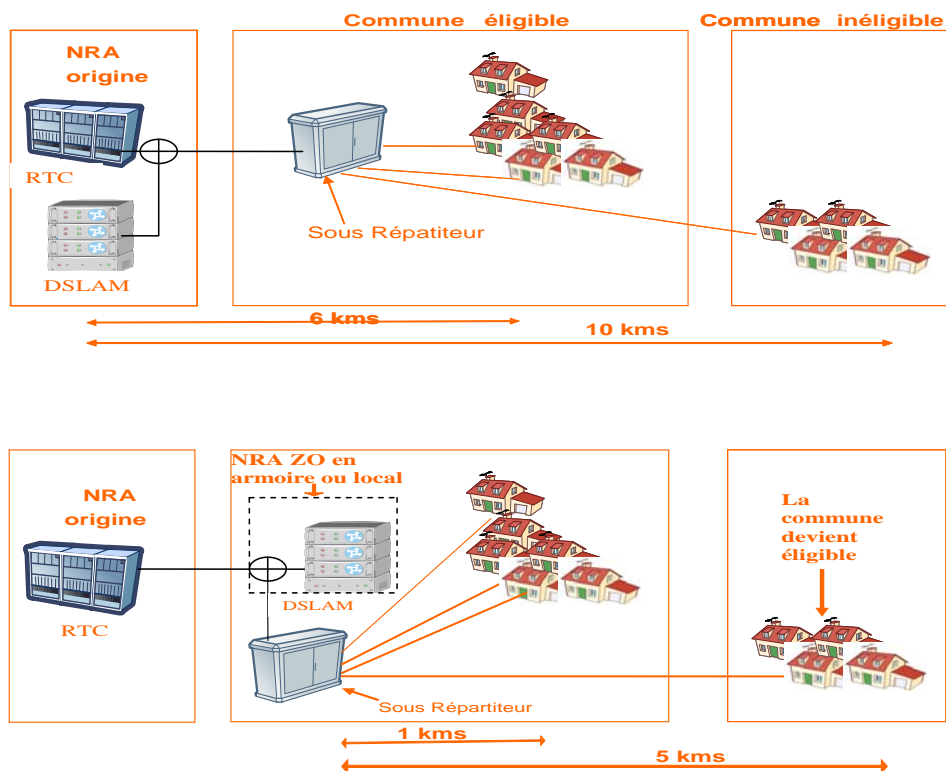 Commune éligible
Commune inéligible
NRA
origine
RTC
DSLAM
Sous Répatiteur
6 kms
10 kms
NRA
origine
RTC
NRA ZO en
armoire ou local
DSLAM
Sous Répartiteur
La
commune
devient
éligible
1 kms
5 kms